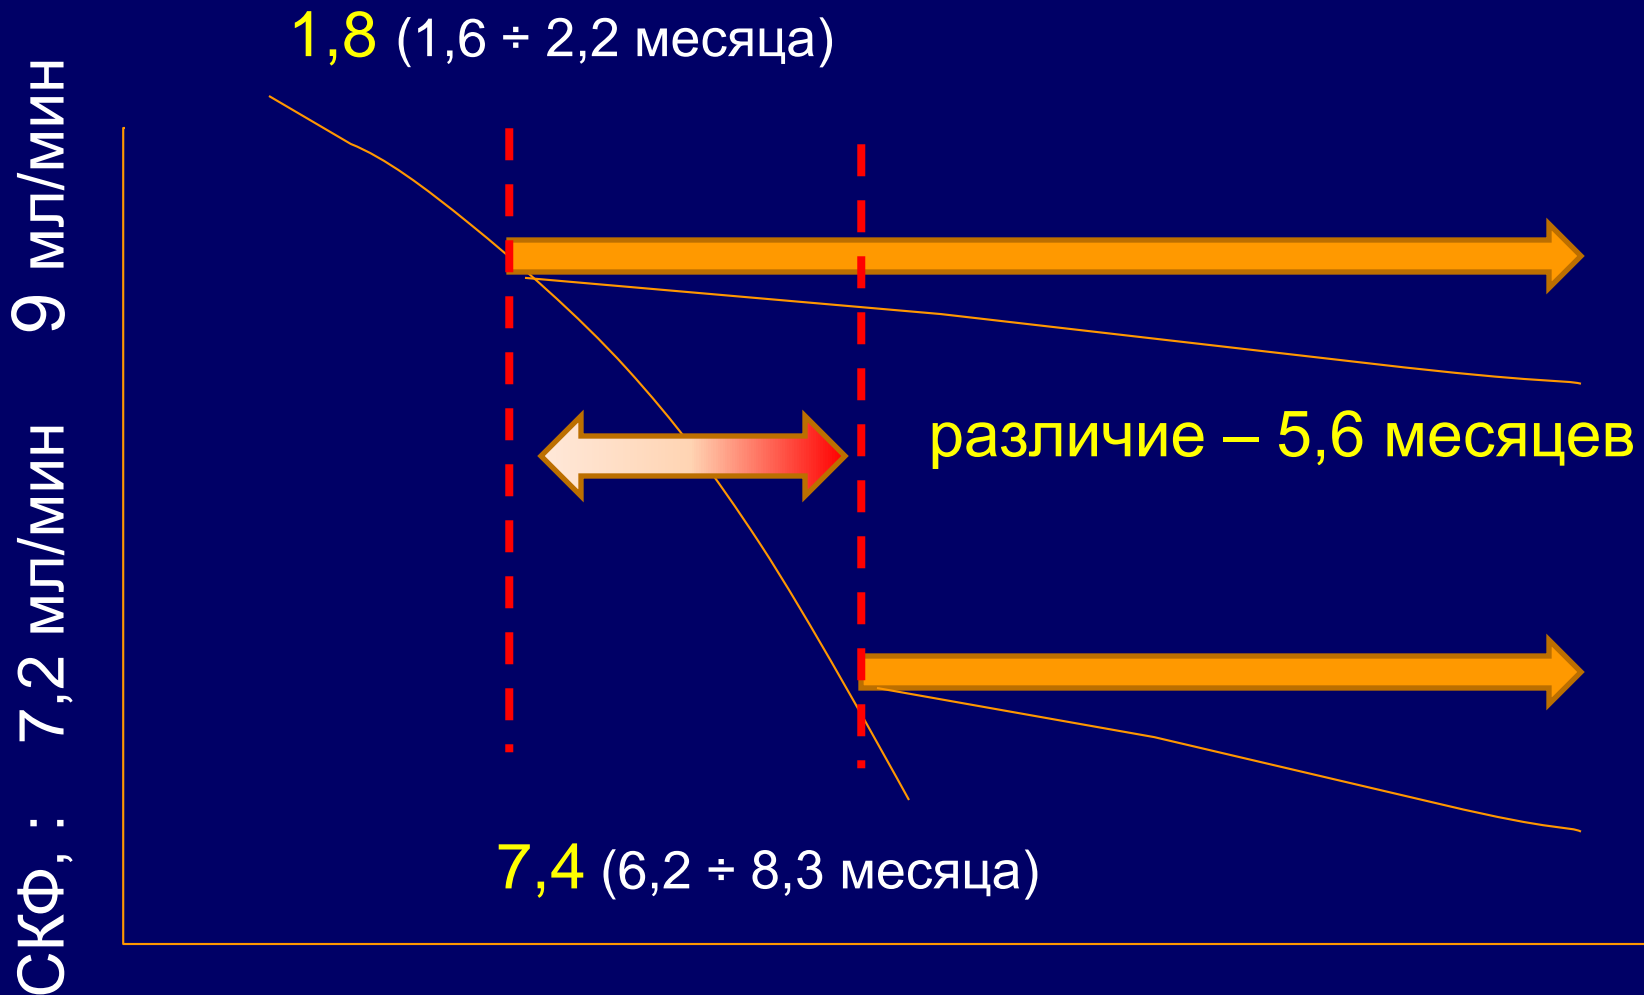 1,8 (1,6 ÷ 2,2 месяца)
СКФ, : 7,2 мл/мин 9 мл/мин
различие – 5,6 месяцев
7,4 (6,2 ÷ 8,3 месяца)